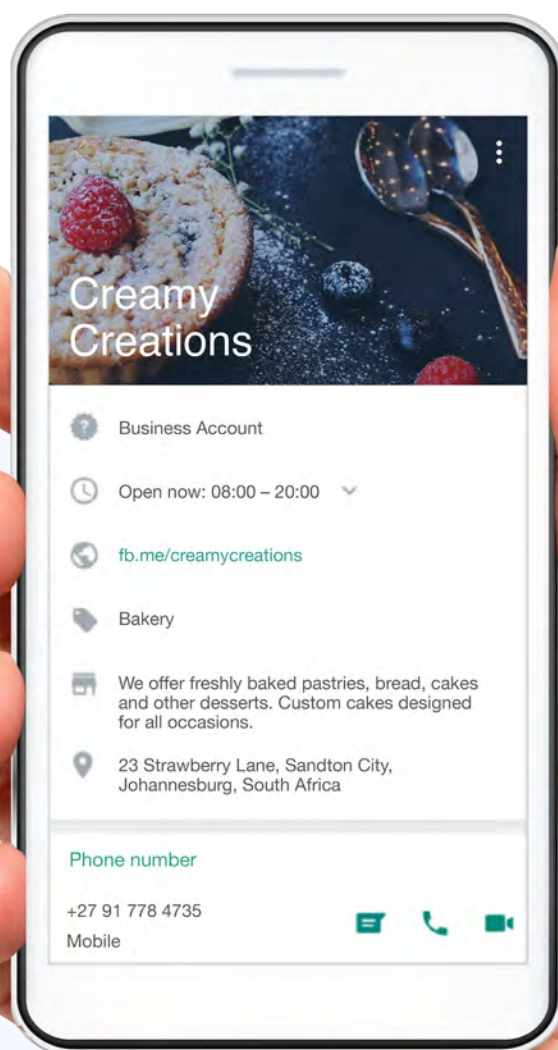 Creamy
Creations
Business Account
Open now: 08:00 – 20:00
fb.me/creamycreations
Bakery
We offer freshly baked pastries, bread, cakes
and other desserts. Custom cakes designed
for all occasions.
23 Strawberry Lane, Sandton City,
Johannesburg, South Africa
Phone number
+27 91 778 4735
Mobile